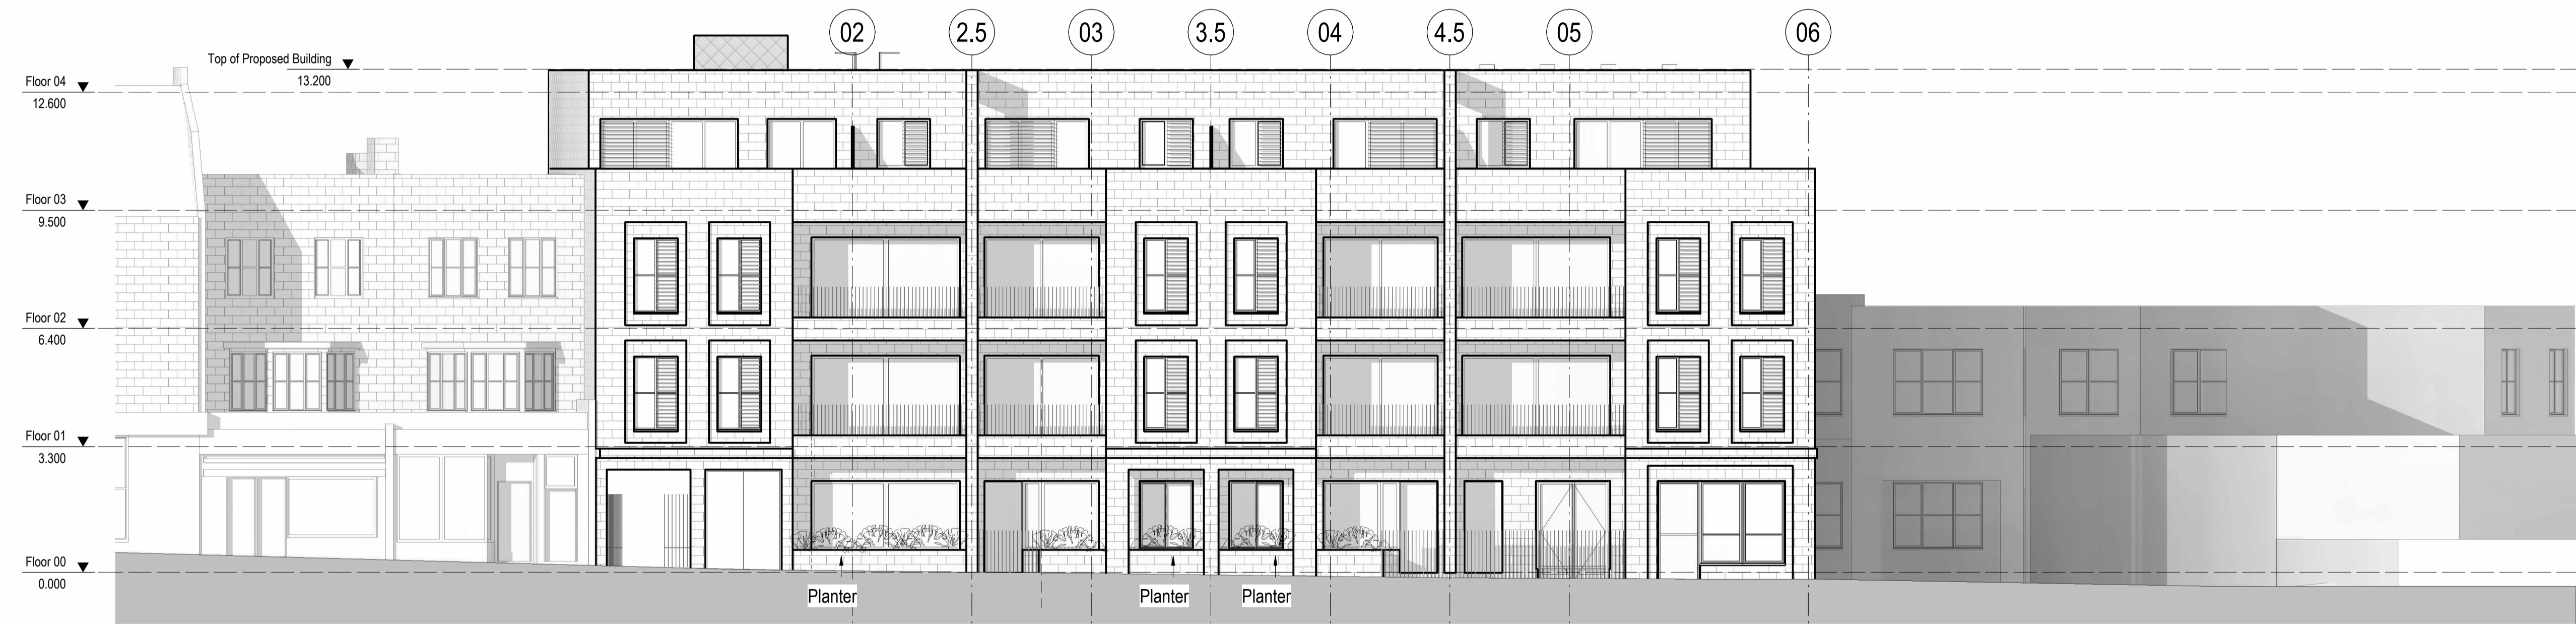 02
2.5
03
3.5
04
4.5
05
06
Top of Proposed Building
13.200
Floor 04
12.600
Floor 03
9.500
Floor 02
6.400
Floor 01
3.300
Floor 00
0.000
Planter
Planter
Planter